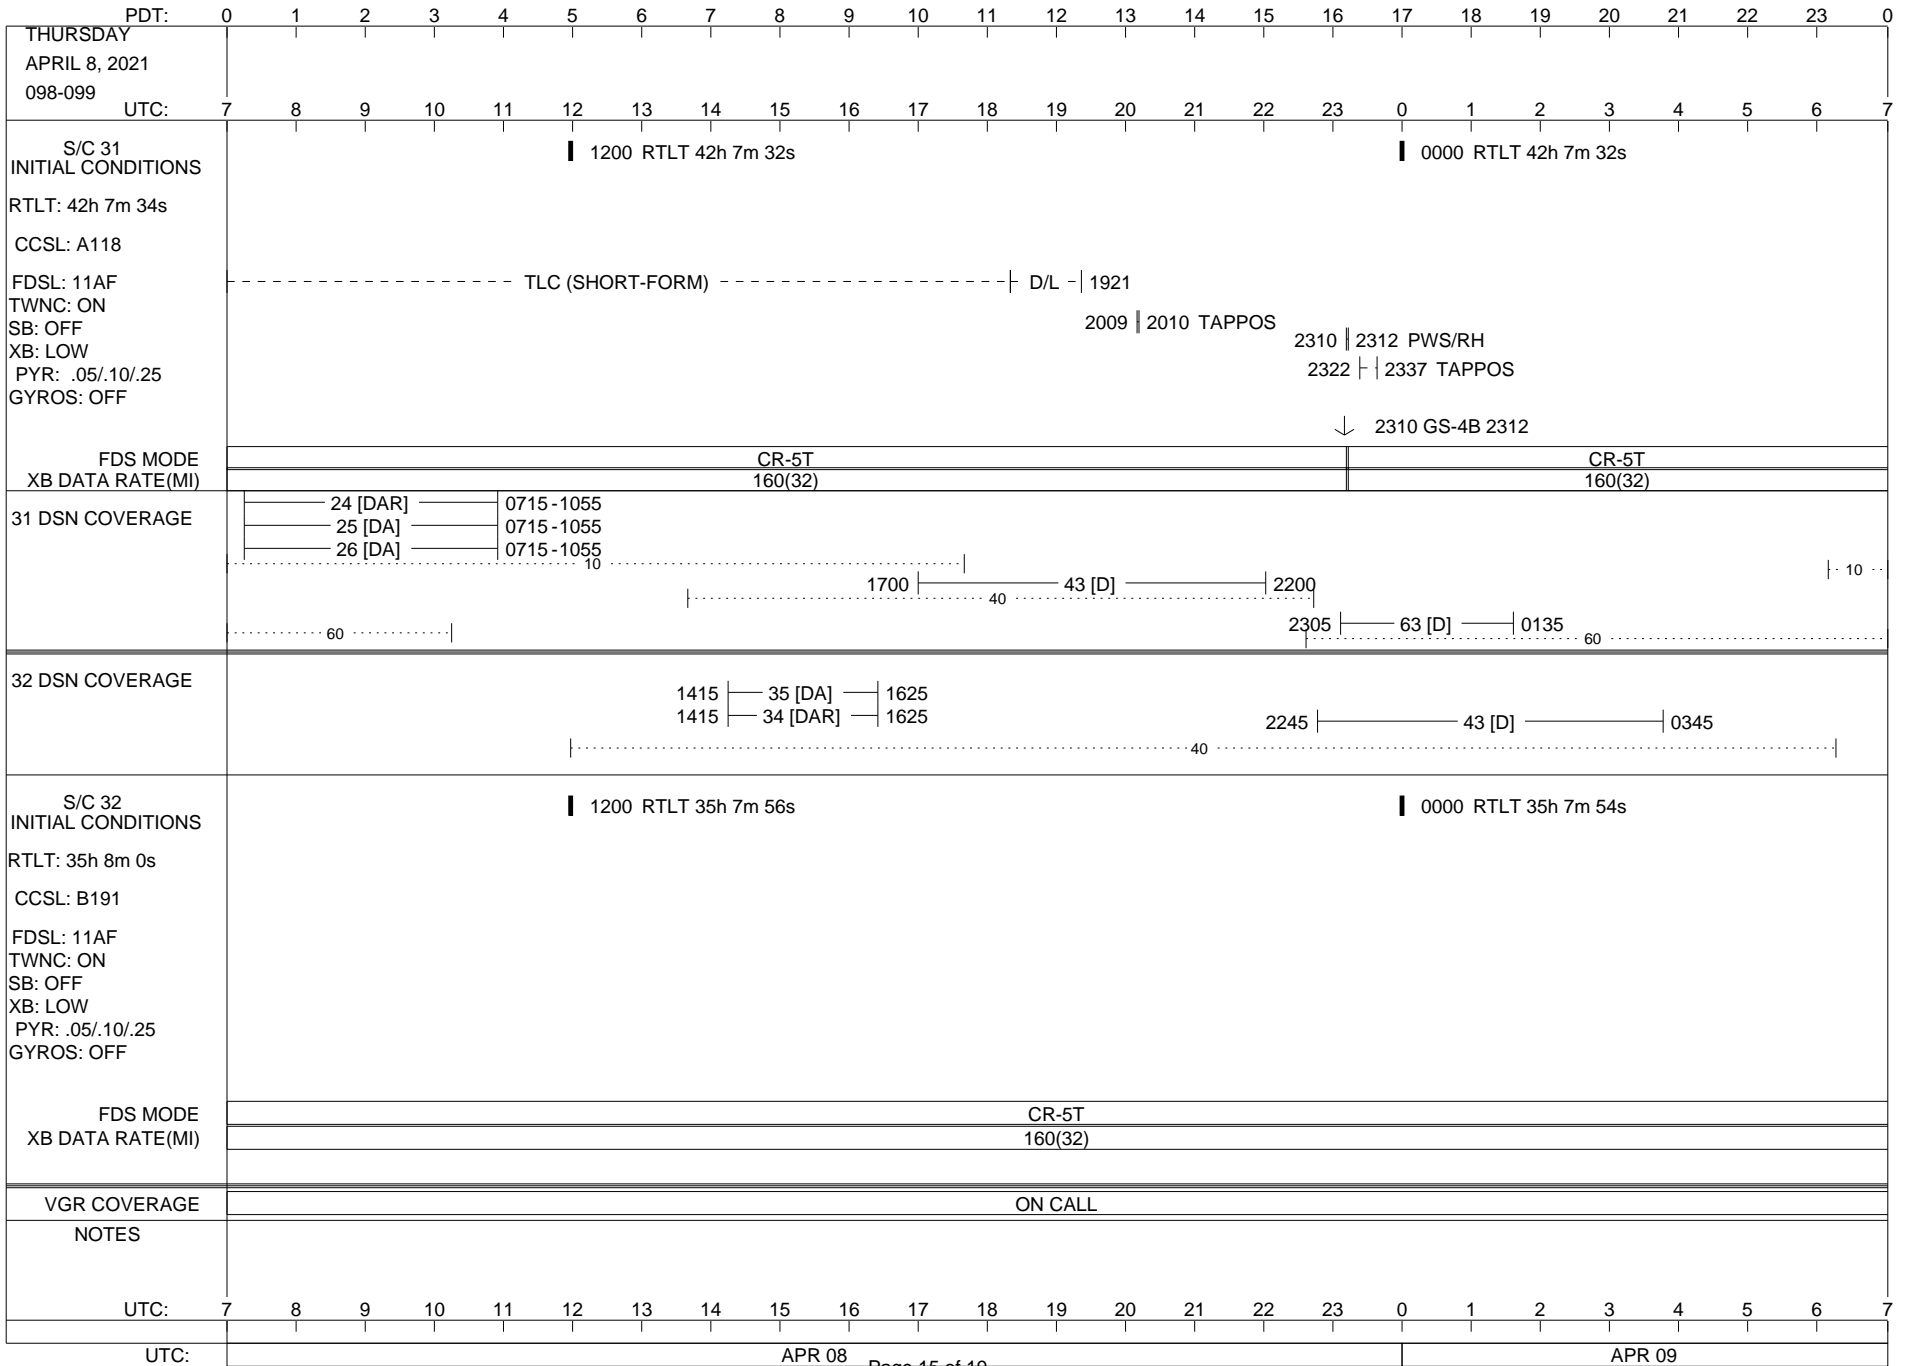 PDT: 0 1 2 3 4 5 6 7 8 9 10 11 12 13 14 15 16 17 18 19 20 21 22 23 0
THURSDAY
APRIL 8, 2021
098-099
UTC: 7 8 9 10 11 12 13 14 15 16 17 18 19 20 21 22 23 0 1 2 3 4 5 6 7
S/C 31
INITIAL CONDITIONS
1200 RTLT 42h 7m 32s
0000 RTLT 42h 7m 32s
RTLT: 42h 7m 34s
CCSL: A118
FDSL: 11AF
TLC (SHORT-FORM) D/L 1921
TWNC: ON
SB: OFF
2009 2010 TAPPOS
XB: LOW
2310 2312 PWS/RH
PYR: .05/.10/.25
2322 2337 TAPPOS
GYROS: OFF
2310 GS-4B 2312
FDS MODE CR-5T CR-5T
XB DATA RATE(MI) 160(32) 160(32)
31 DSN COVERAGE
24 [DAR] 0715-1055
25 [DA] 0715-1055
26 [DA] 0715-1055
10 10
1700 43 [D] 2200
40
2305 63 [D] 0135
60 60
32 DSN COVERAGE
1415 35 [DA] 1625
1415 34 [DAR] 1625
2245 43 [D] 0345
40
S/C 32
INITIAL CONDITIONS
1200 RTLT 35h 7m 56s
0000 RTLT 35h 7m 54s
RTLT: 35h 8m 0s
CCSL: B191
FDSL: 11AF
TWNC: ON
SB: OFF
XB: LOW
PYR: .05/.10/.25
GYROS: OFF
FDS MODE CR-5T
XB DATA RATE(MI) 160(32)
VGR COVERAGE ON CALL
NOTES
UTC: 7 8 9 10 11 12 13 14 15 16 17 18 19 20 21 22 23 0 1 2 3 4 5 6 7
UTC: APR 08 APR 09
Page 15 of 19